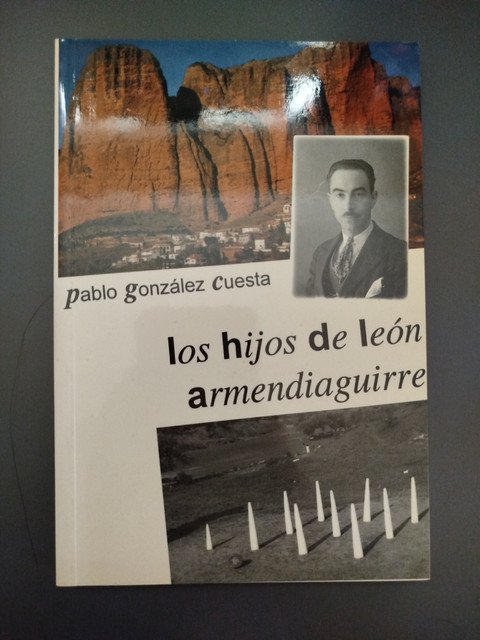 pablo gonzález cuesta
los hijos de león
armendiaguirre